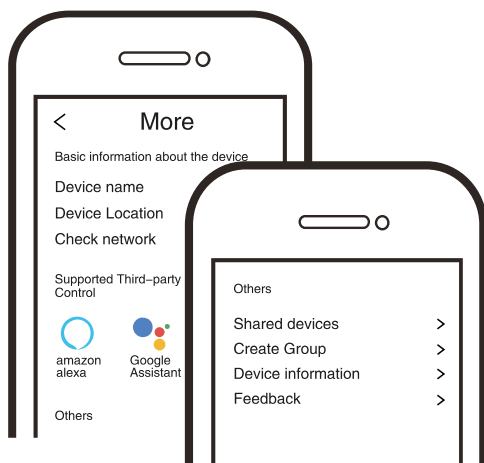 More
Basic information about the device
Device name
Device Location
Check network
Supported Third-party
Control
amazon
alexa
Google
Assistant
Others
Others
Shared devices
Create Group
Device information
Feedback